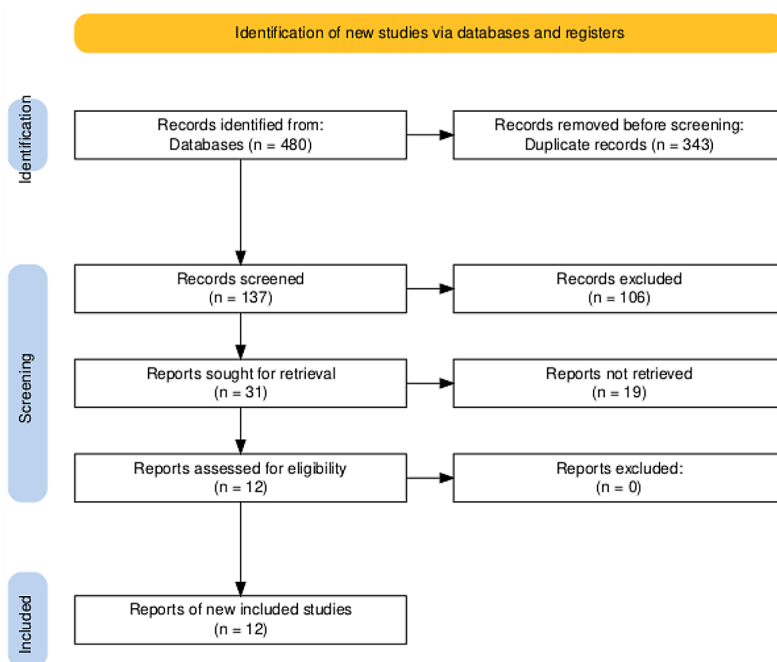 Identification of new studies via databases and registers
Identification
Records identified from:
Databases (n = 480)
Records removed before screening:
Duplicate records (n = 343)
Screening
Records screened
(n = 137)
Records excluded
(n = 106)
Reports sought for retrieval
(n = 31)
Reports not retrieved
(n = 19)
Reports assessed for eligibility
(n = 12)
Reports excluded:
(n = 0)
Included
Reports of new included studies
(n = 12)